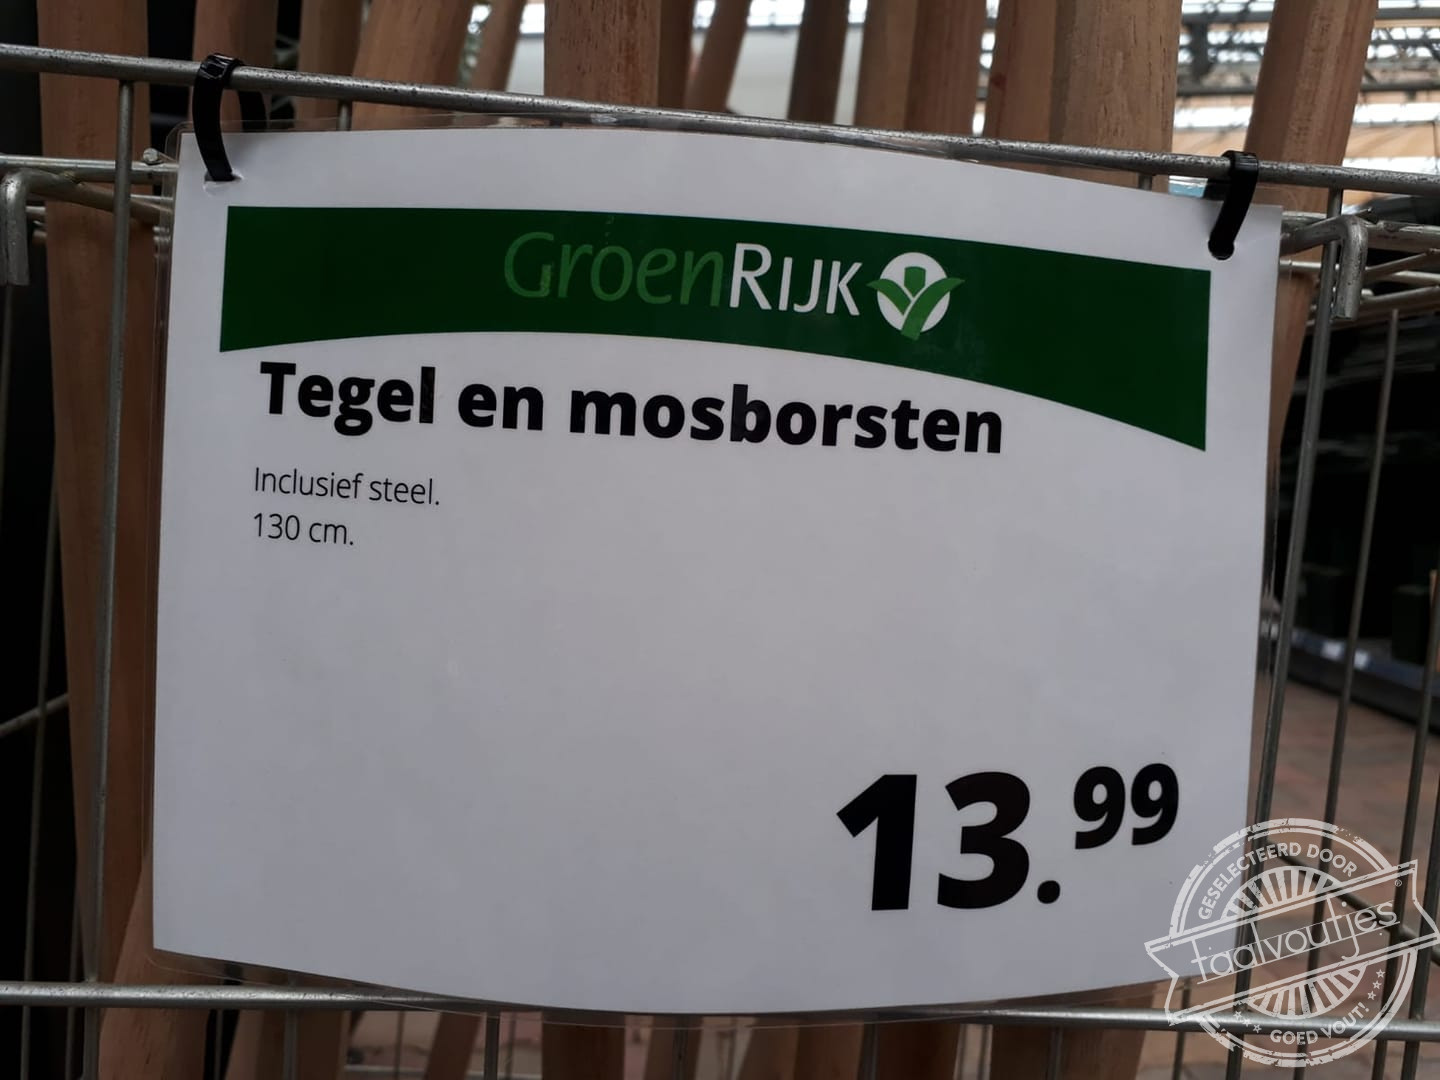 GroenRijk
Tegel en mosborsten
Inclusief steel.
130 cm.
13.99
GESELECTEERD DOOR
taalvoutjes®
GOED VOUT!